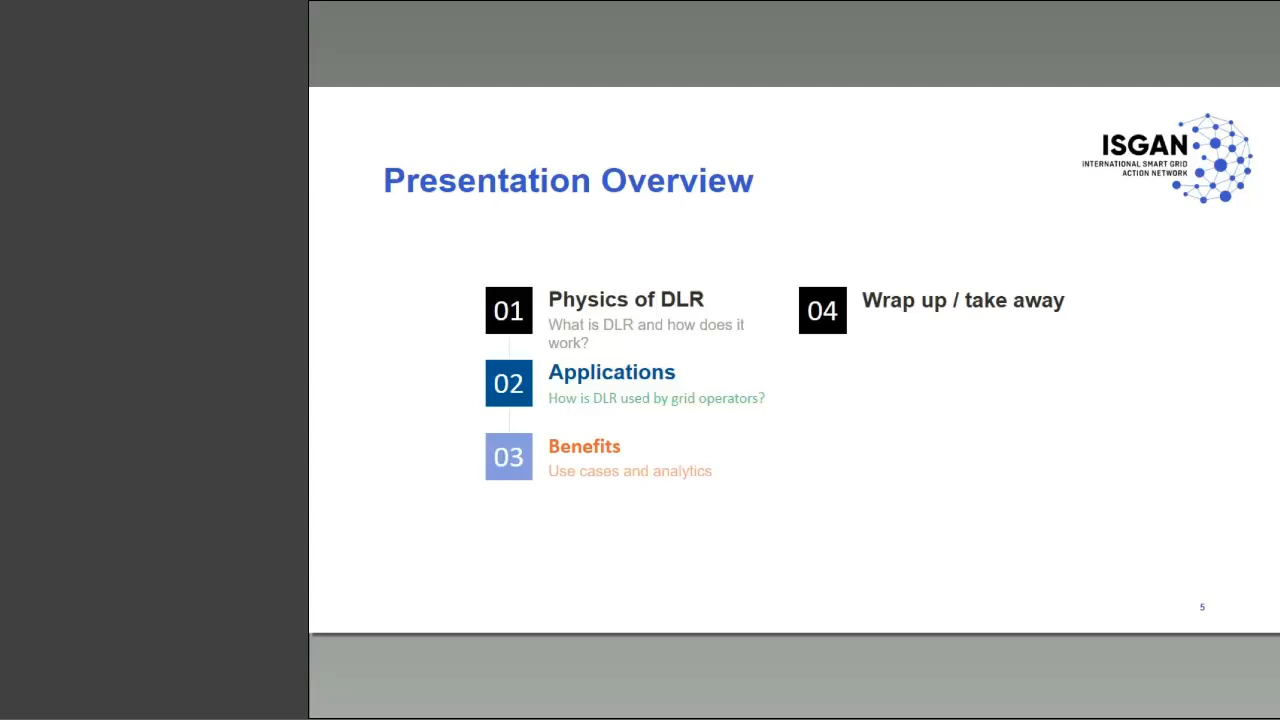 Presentation Overview
ISGAN
INTERNATIONAL SMART GRID
ACTION NETWORK
01
Physics of DLR
What is DLR and how does it
work?
02
Applications
How is DLR used by grid operators?
03
Benefits
Use cases and analytics
04
Wrap up / take away
5